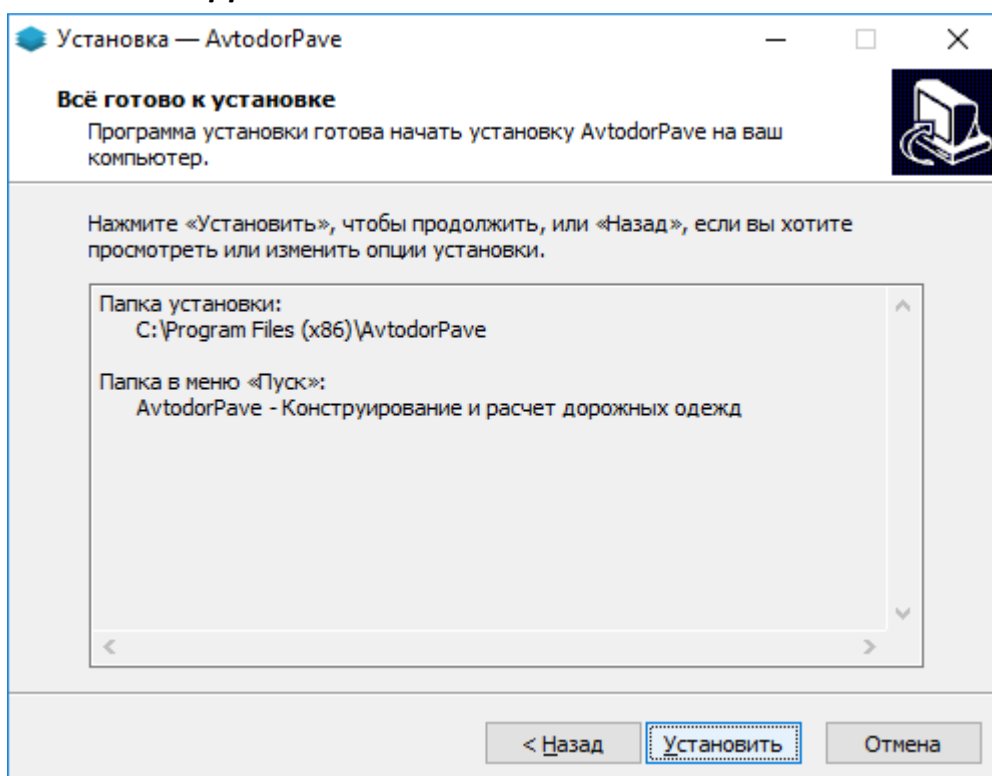 Установка — AvtodorPave
Всё готово к установке
Программа установки готова начать установку AvtodorPave на ваш
компьютер.
Нажмите «Установить», чтобы продолжить, или «Назад», если вы хотите
просмотреть или изменить опции установки.
Папка установки:
C:\Program Files (x86)\AvtodorPave
Папка в меню «Пуск»:
AvtodorPave - Конструирование и расчет дорожных одежд
< Назад
Установить
Отмена